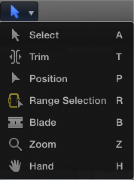 Select A
Trim T
Position P
Range Selection R
Blade B
Zoom Z
Hand H